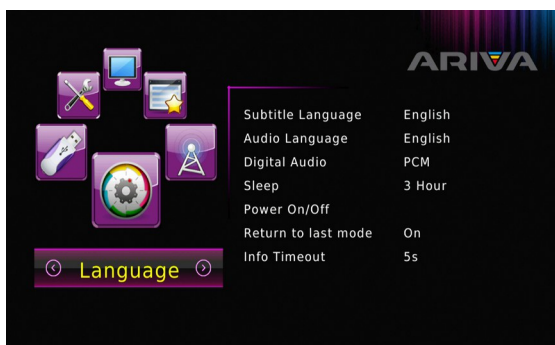 ARIVA
Subtitle Language English
Audio Language English
Digital Audio PCM
Sleep 3 Hour
Power On/Off
Return to last mode On
Info Timeout 5s
Language